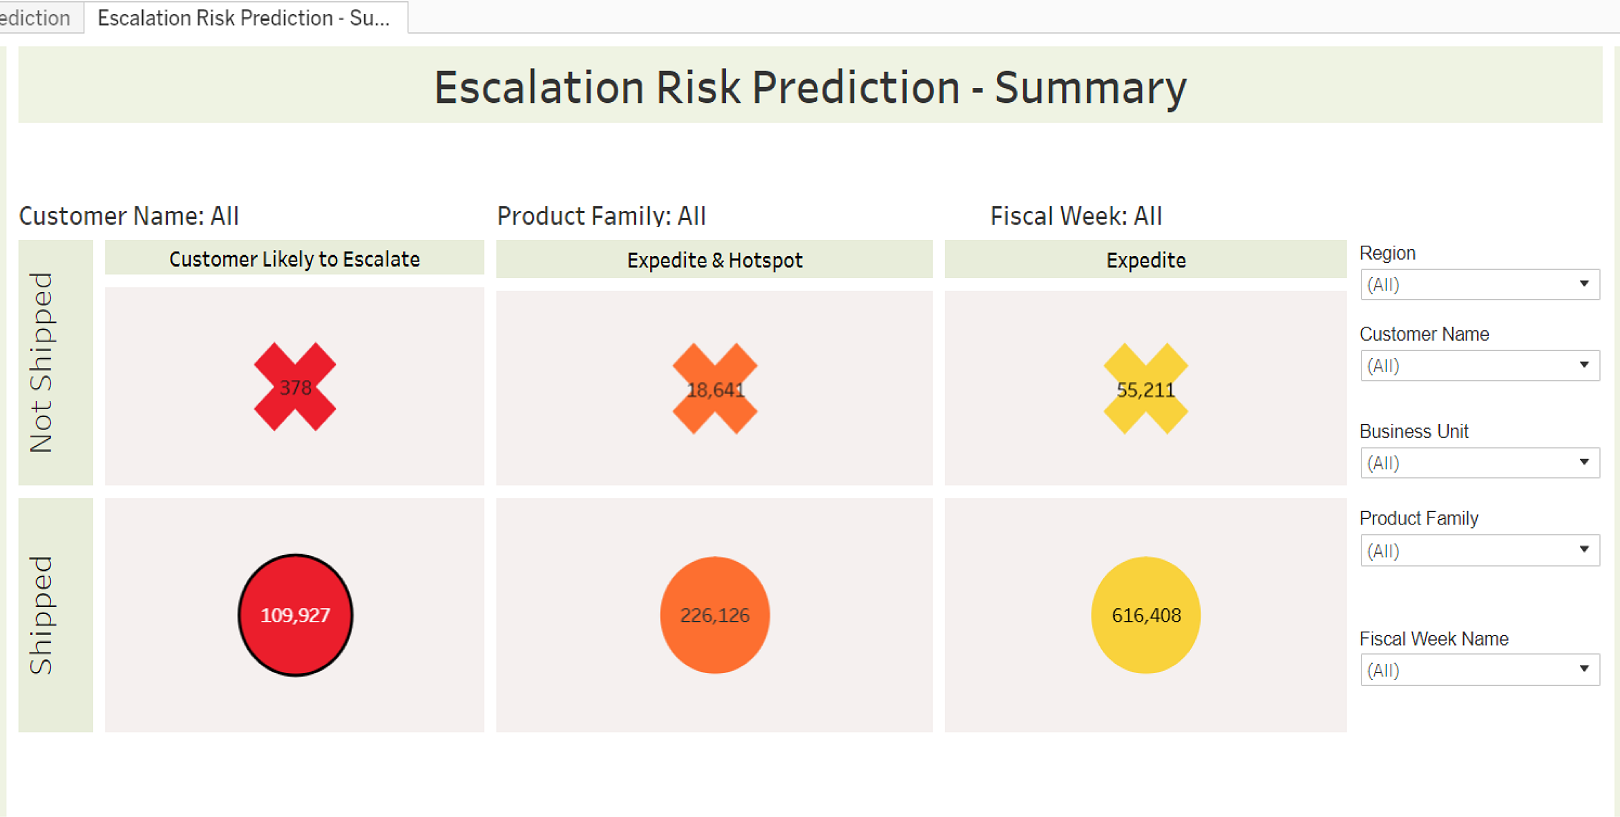 ediction
Escalation Risk Prediction - Su...
Escalation Risk Prediction - Summary
Customer Name: All
Product Family: All
Fiscal Week: All
Customer Likely to Escalate
Expedite & Hotspot
Expedite
Not Shipped
378
18,641
55,211
Shipped
109,927
226,126
616,408
Region
(All)
Customer Name
(All)
Business Unit
(All)
Product Family
(All)
Fiscal Week Name
(All)